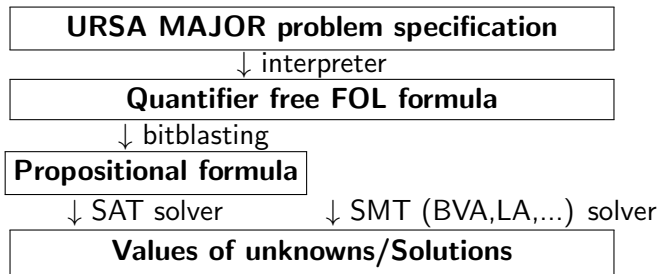 URSA MAJOR problem specification
↓ interpreter
Quantifier free FOL formula
↓ bitblasting
Propositional formula
↓ SAT solver ↓ SMT (BVA,LA,...) solver
Values of unknowns/Solutions